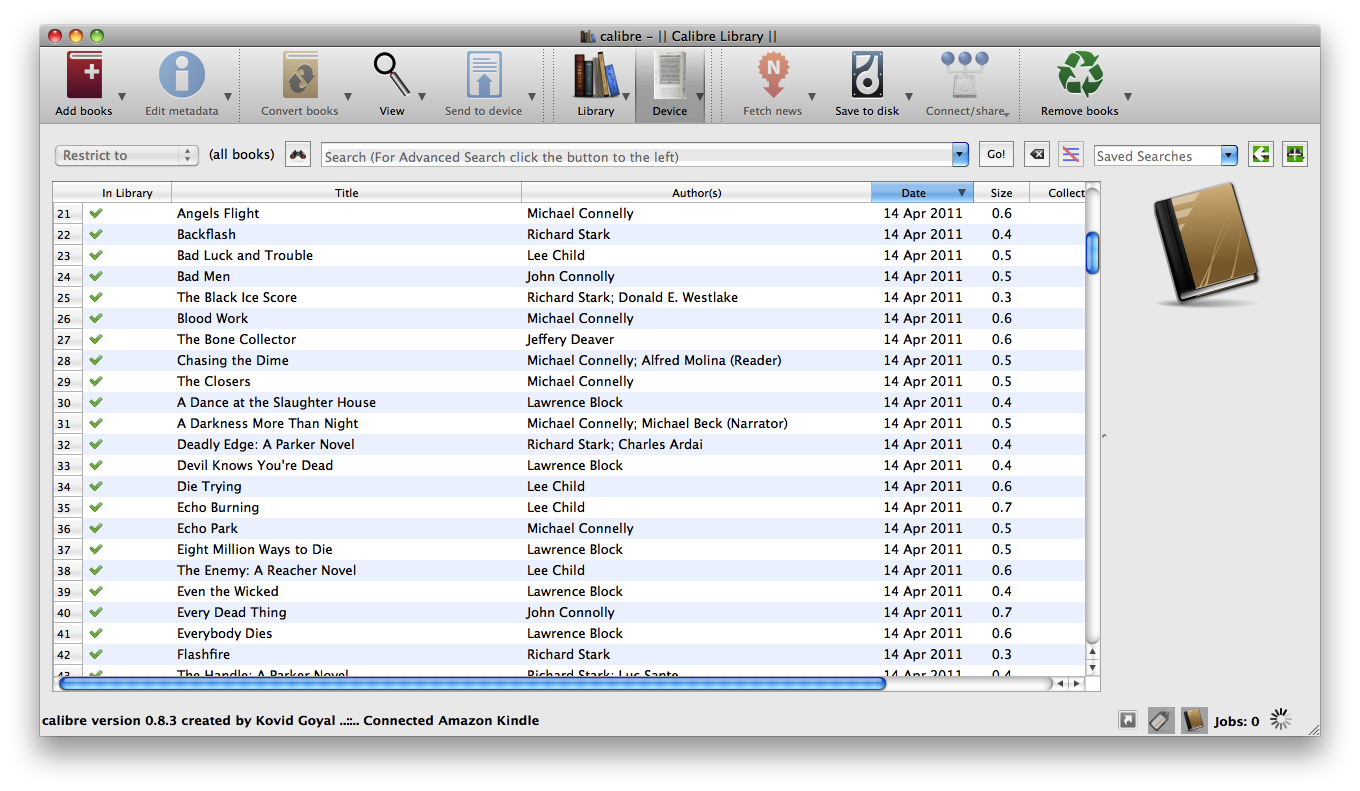 calibre - || Calibre Library ||
Add books Edit metadata Convert books View Send to device Library Device Fetch news Save to disk Connect/share Remove books
Restrict to (all books) Search (For Advanced Search click the button to the left) Go! Saved Searches
In Library Title Author(s) Date Size Collect
21 Angels Flight Michael Connelly 14 Apr 2011 0.6
22 Backflash Richard Stark 14 Apr 2011 0.4
23 Bad Luck and Trouble Lee Child 14 Apr 2011 0.5
24 Bad Men John Connolly 14 Apr 2011 0.5
25 The Black Ice Score Richard Stark; Donald E. Westlake 14 Apr 2011 0.3
26 Blood Work Michael Connelly 14 Apr 2011 0.6
27 The Bone Collector Jeffery Deaver 14 Apr 2011 0.6
28 Chasing the Dime Michael Connelly; Alfred Molina (Reader) 14 Apr 2011 0.5
29 The Closers Michael Connelly 14 Apr 2011 0.5
30 A Dance at the Slaughter House Lawrence Block 14 Apr 2011 0.4
31 A Darkness More Than Night Michael Connelly; Michael Beck (Narrator) 14 Apr 2011 0.5
32 Deadly Edge: A Parker Novel Richard Stark; Charles Ardai 14 Apr 2011 0.4
33 Devil Knows You're Dead Lawrence Block 14 Apr 2011 0.4
34 Die Trying Lee Child 14 Apr 2011 0.6
35 Echo Burning Lee Child 14 Apr 2011 0.7
36 Echo Park Michael Connelly 14 Apr 2011 0.5
37 Eight Million Ways to Die Lawrence Block 14 Apr 2011 0.5
38 The Enemy: A Reacher Novel Lee Child 14 Apr 2011 0.6
39 Even the Wicked Lawrence Block 14 Apr 2011 0.4
40 Every Dead Thing John Connolly 14 Apr 2011 0.7
41 Everybody Dies Lawrence Block 14 Apr 2011 0.6
42 Flashfire Richard Stark 14 Apr 2011 0.3
43 The Handle: A Parker Novel Richard Stark; Luc Sante 14 Apr 2011 0.4
calibre version 0.8.3 created by Kovid Goyal ..::.. Connected Amazon Kindle Jobs: 0